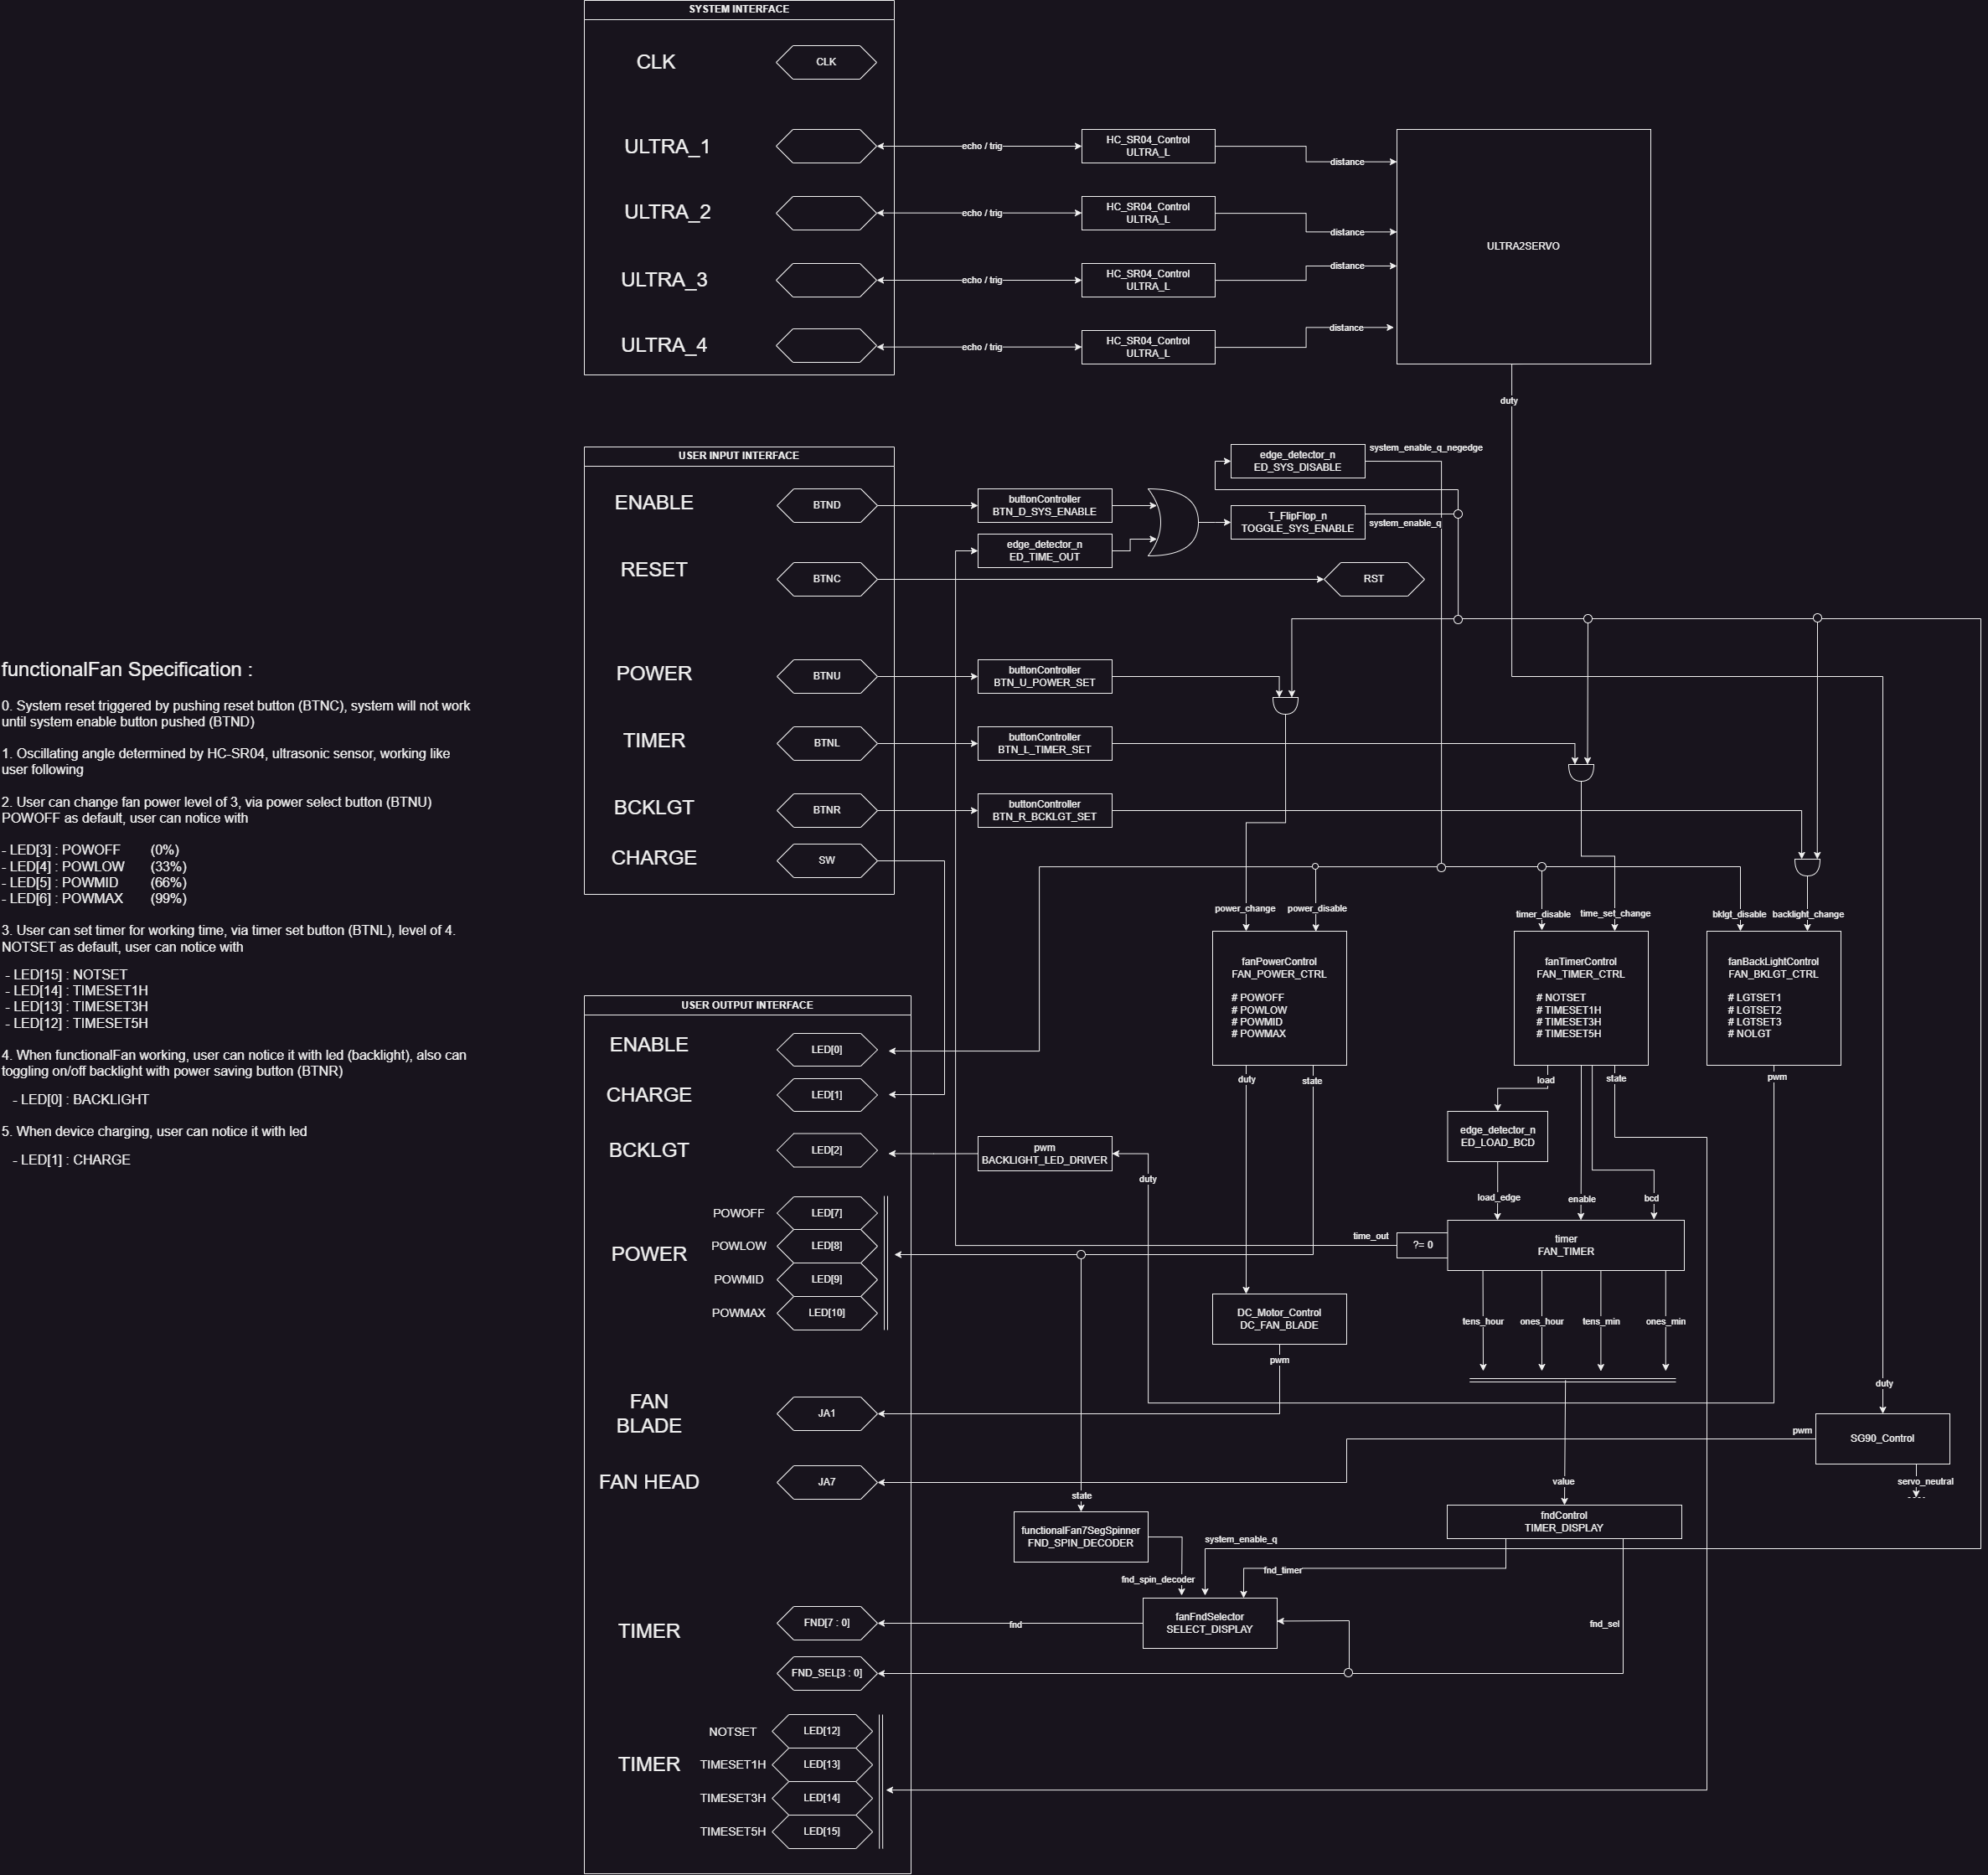 SYSTEM INTERFACE
CLK
CLK
ULTRA_1
echo / trig
HC_SR04_Control
ULTRA_L
distance
ULTRA_2
echo / trig
HC_SR04_Control
ULTRA_L
distance
ULTRA2SERVO
ULTRA_3
echo / trig
HC_SR04_Control
ULTRA_L
distance
ULTRA_4
echo / trig
HC_SR04_Control
ULTRA_L
distance
duty
USER INPUT INTERFACE
ENABLE
BTND
buttonController
BTN_D_SYS_ENABLE
edge_detector_n
ED_TIME_OUT
edge_detector_n
ED_SYS_DISABLE
system_enable_q_negedge
T_FlipFlop_n
TOGGLE_SYS_ENABLE
system_enable_q
RESET
BTNC
RST
POWER
BTNU
buttonController
BTN_U_POWER_SET
TIMER
BTNL
buttonController
BTN_L_TIMER_SET
BCKLGT
BTNR
buttonController
BTN_R_BCKLGT_SET
CHARGE
SW
functionalFan Specification :
0. System reset triggered by pushing reset button (BTNC), system will not work
until system enable button pushed (BTND)
1. Oscillating angle determined by HC-SR04, ultrasonic sensor, working like
user following
2. User can change fan power level of 3, via power select button (BTNU)
POWOFF as default, user can notice with
- LED[3] : POWOFF (0%)
- LED[4] : POWLOW (33%)
- LED[5] : POWMID (66%)
- LED[6] : POWMAX (99%)
3. User can set timer for working time, via timer set button (BTNL), level of 4.
NOTSET as default, user can notice with
- LED[15] : NOTSET
- LED[14] : TIMESET1H
- LED[13] : TIMESET3H
- LED[12] : TIMESET5H
4. When functionalFan working, user can notice it with led (backlight), also can
toggling on/off backlight with power saving button (BTNR)
- LED[0] : BACKLIGHT
5. When device charging, user can notice it with led
- LED[1] : CHARGE
power_change
power_disable
fanPowerControl
FAN_POWER_CTRL
# POWOFF
# POWLOW
# POWMID
# POWMAX
duty
state
timer_disable
time_set_change
fanTimerControl
FAN_TIMER_CTRL
# NOTSET
# TIMESET1H
# TIMESET3H
# TIMESET5H
load
state
bklgt_disable
backlight_change
fanBackLightControl
FAN_BKLGT_CTRL
# LGTSET1
# LGTSET2
# LGTSET3
# NOLGT
pwm
edge_detector_n
ED_LOAD_BCD
load_edge
enable
bcd
time_out
?= 0
timer
FAN_TIMER
tens_hour
ones_hour
tens_min
ones_min
DC_Motor_Control
DC_FAN_BLADE
pwm
USER OUTPUT INTERFACE
ENABLE
LED[0]
CHARGE
LED[1]
BCKLGT
LED[2]
pwm
BACKLIGHT_LED_DRIVER
duty
POWER
POWOFF
LED[7]
POWLOW
LED[8]
POWMID
LED[9]
POWMAX
LED[10]
FAN
BLADE
JA1
FAN HEAD
JA7
duty
pwm
SG90_Control
servo_neutral
value
fndControl
TIMER_DISPLAY
state
functionalFan7SegSpinner
FND_SPIN_DECODER
system_enable_q
fnd_spin_decoder
fnd_timer
fanFndSelector
SELECT_DISPLAY
fnd_sel
TIMER
FND[7 : 0]
fnd
FND_SEL[3 : 0]
TIMER
NOTSET
LED[12]
TIMESET1H
LED[13]
TIMESET3H
LED[14]
TIMESET5H
LED[15]